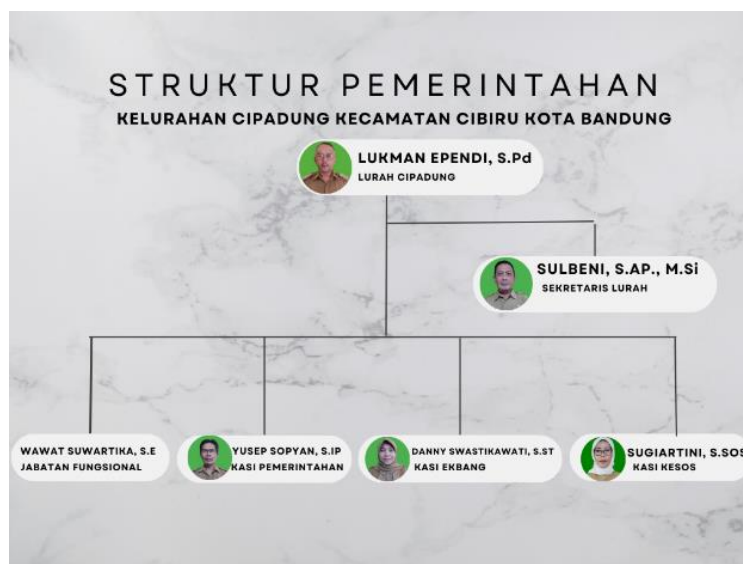 STRUKTUR PEMERINTAHAN
KELURAHAN CIPADUNG KECAMATAN CIBIRU KOTA BANDUNG
LUKMAN EPENDI, S.Pd
LURAH CIPADUNG
SULBENI, S.AP., M.Si
SEKRETARIS LURAH
WAWAT SUWARTIKA, S.E
JABATAN FUNGSIONAL
YUSEP SOPYAN, S.IP
KASI PEMERINTAHAN
DANNY SWASTIKAWATI, S.ST
KASI EKBANG
SUGIARTINI, S.SOS
KASI KESOS